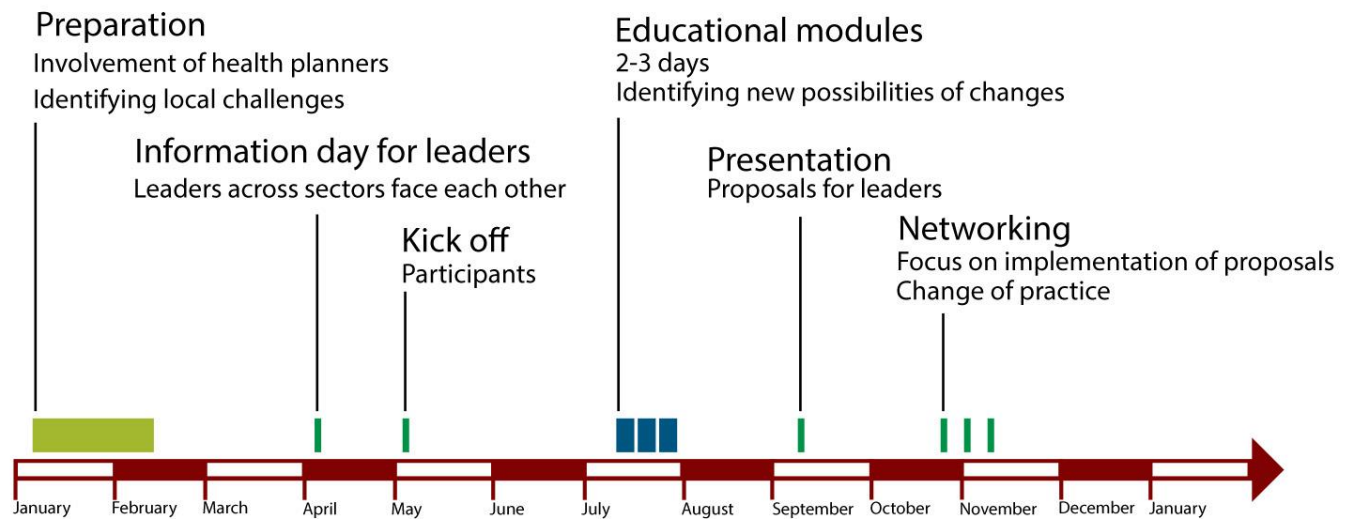 Preparation
Involvement of health planners
Identifying local challenges
Information day for leaders
Leaders across sectors face each other
Kick off
Participants
Educational modules
2-3 days
Identifying new possibilities of changes
Presentation
Proposals for leaders
Networking
Focus on implementation of proposals
Change of practice
January February March April May June July August September October November December January